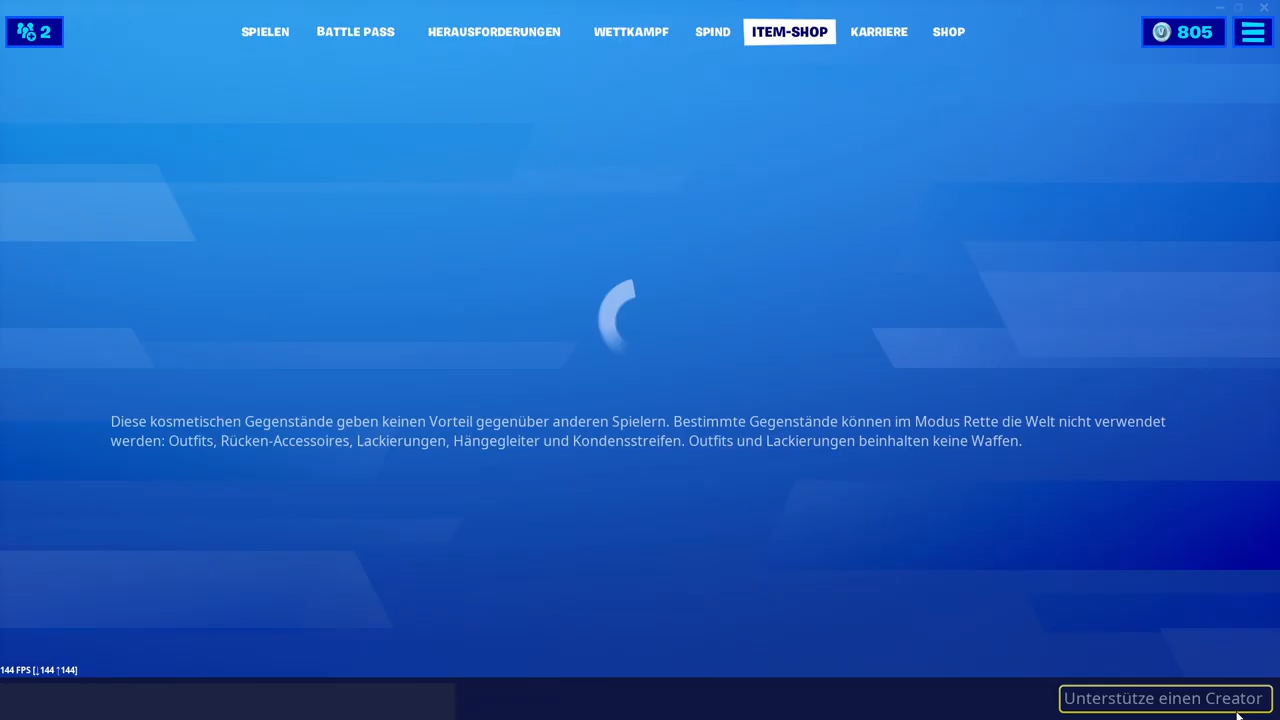 2
SPIELEN
BATTLE PASS
HERAUSFORDERUNGEN
WETTKAMPF
SPIND
ITEM-SHOP
KARRIERE
SHOP
V 805
Diese kosmetischen Gegenstände geben keinen Vorteil gegenüber anderen Spielern. Bestimmte Gegenstände können im Modus Rette die Welt nicht verwendet
werden: Outfits, Rücken-Accessoires, Lackierungen, Hängegleiter und Kondensstreifen. Outfits und Lackierungen beinhalten keine Waffen.
144 FPS [↓144 ↑144]
Unterstütze einen Creator